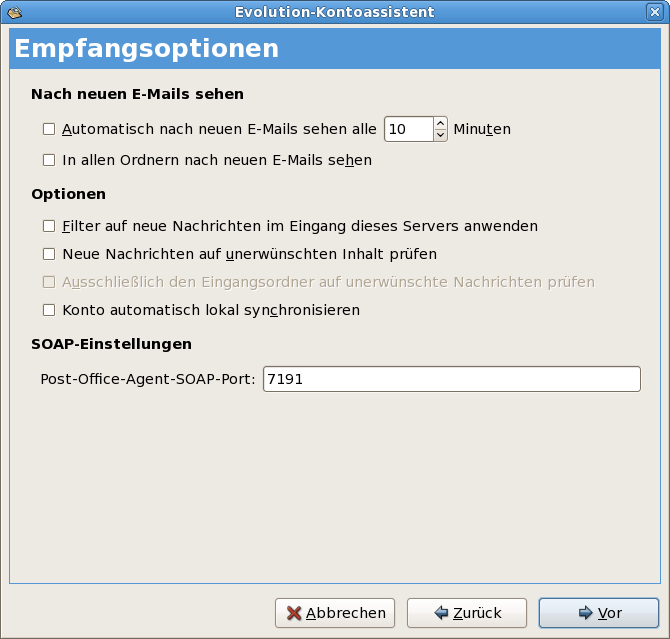 Evolution-Kontoassistent
Empfangsoptionen
Nach neuen E-Mails sehen
Automatisch nach neuen E-Mails sehen alle 10 Minuten
In allen Ordnern nach neuen E-Mails sehen
Optionen
Filter auf neue Nachrichten im Eingang dieses Servers anwenden
Neue Nachrichten auf unerwünschten Inhalt prüfen
Ausschließlich den Eingangsordner auf unerwünschte Nachrichten prüfen
Konto automatisch lokal synchronisieren
SOAP-Einstellungen
Post-Office-Agent-SOAP-Port: 7191
Abbrechen Zurück Vor